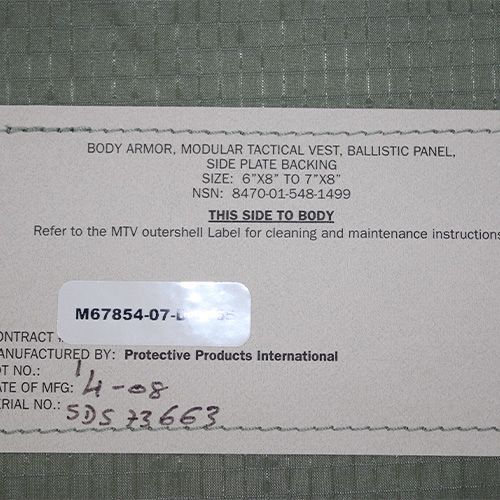 BODY ARMOR, MODULAR TACTICAL VEST, BALLISTIC PANEL,
SIDE PLATE BACKING
SIZE: 6"X8" TO 7"X8"
NSN: 8470-01-548-1499
THIS SIDE TO BODY
Refer to the MTV outershell Label for cleaning and maintenance instructions
M67854-07-
ONTRACT
ANUFACTURED BY: Protective Products International
OT NO.: 1
ATE OF MFG: 4-08
ERIAL NO.: SDS 73663